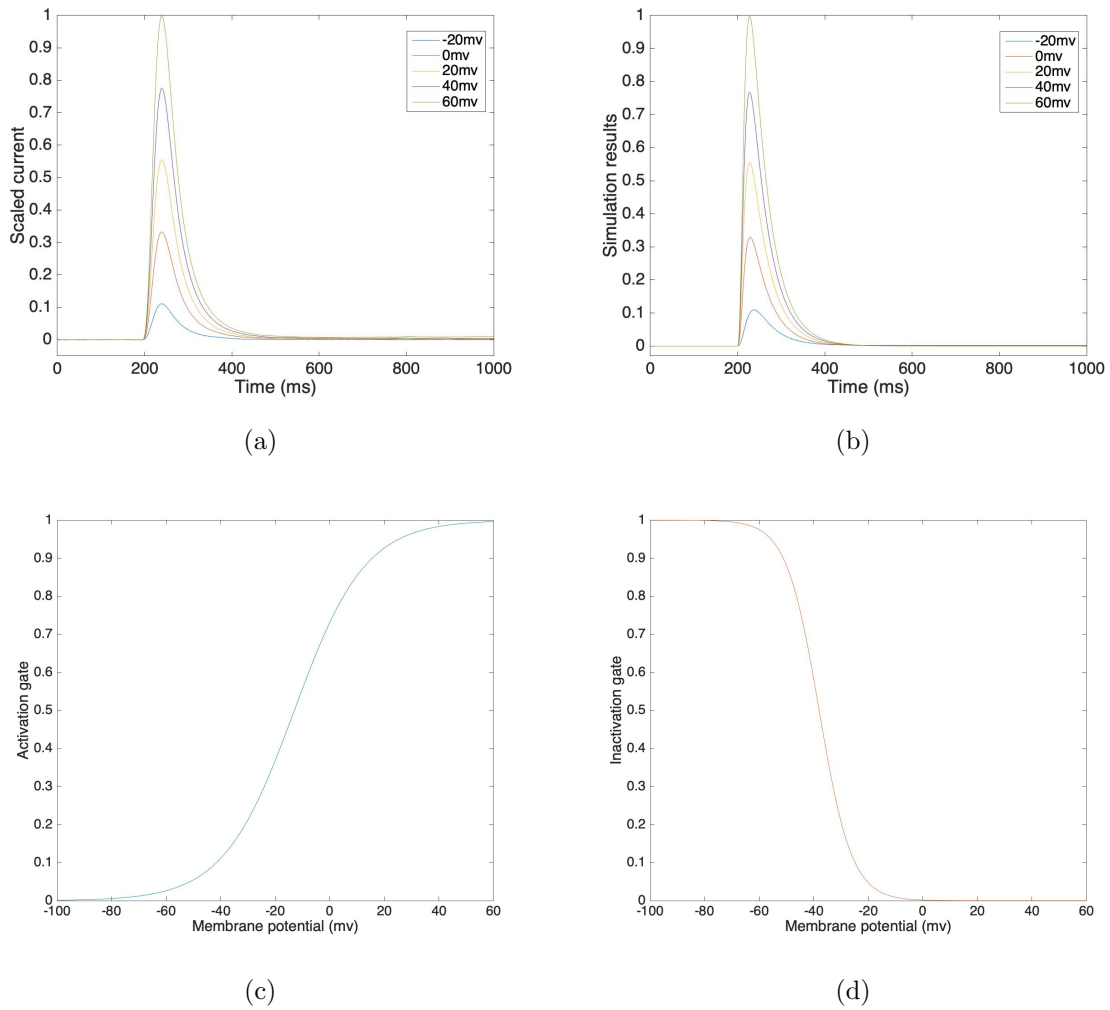 1
0.9
0.8
0.7
0.6
0.5
0.4
0.3
0.2
0.1
0
Scaled current
-20mv
0mv
20mv
40mv
60mv
0 200 400 600 800 1000
Time (ms)
(a)
1
0.9
0.8
0.7
0.6
0.5
0.4
0.3
0.2
0.1
0
Simulation results
-20mv
0mv
20mv
40mv
60mv
0 200 400 600 800 1000
Time (ms)
(b)
1
0.9
0.8
0.7
0.6
0.5
0.4
0.3
0.2
0.1
0
Activation gate
-100 -80 -60 -40 -20 0 20 40 60
Membrane potential (mv)
(c)
1
0.9
0.8
0.7
0.6
0.5
0.4
0.3
0.2
0.1
0
Inactivation gate
-100 -80 -60 -40 -20 0 20 40 60
Membrane potential (mv)
(d)